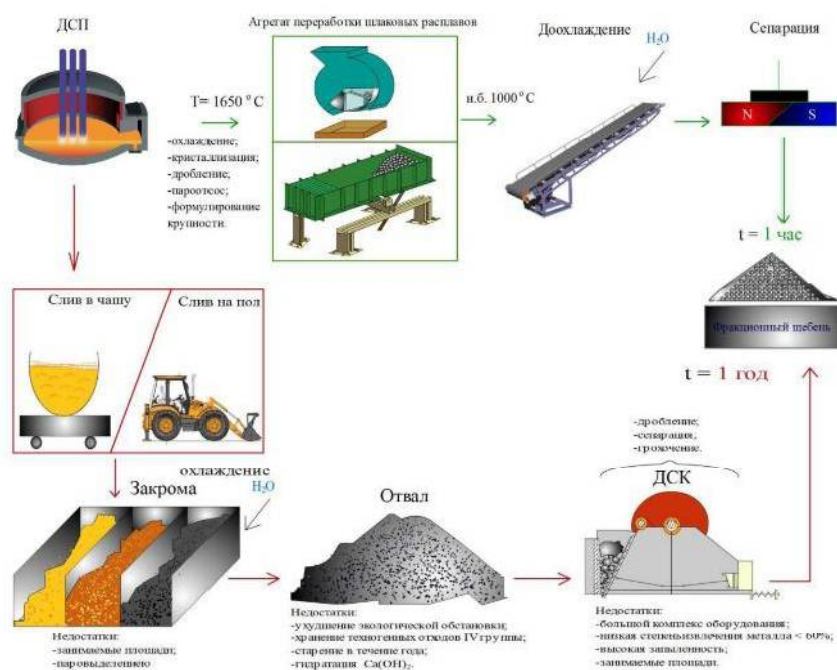 ДСП
Агрегат переработки шлаковых расплавов
Доохлаждение
H₂O
Сепарация
T= 1650 ° C
-охлаждение;
-кристаллизация;
-дробление;
-пароотсос;
-формулирование
крупности.
н.б. 1000° C
N S
t = 1 час
Фракционный щебень
t = 1 год
Слив в чашу
Слив на пол
охлаждение
H₂O
Закрома
Отвал
-дробление;
-сепарация;
-грохочение.
ДСК
Недостатки:
-занимаемые площади;
-паровыделению
Недостатки:
-ухудшение экологической обстановки;
-хранение техногенных отходов IV группы;
-старение в течение года;
-гидратация Ca(OH)₂.
Недостатки:
-большой комплекс оборудования;
-низкая степеньизвлечения металла < 60%;
-высокая запыленность;
-занимаемые площади.